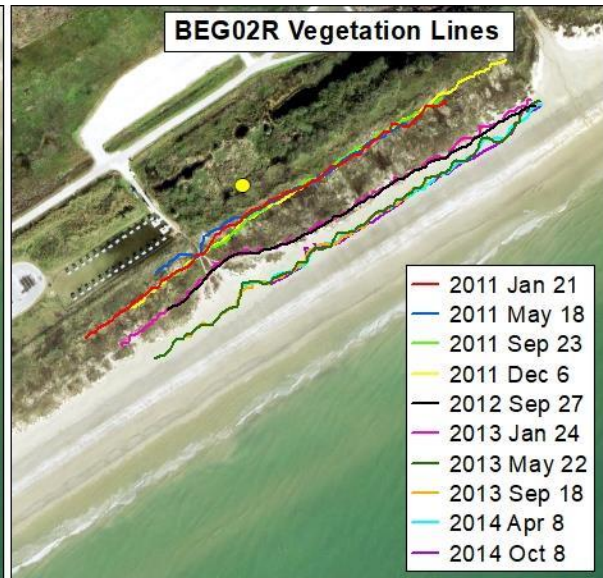 BEG02R Vegetation Lines
2011 Jan 21
2011 May 18
2011 Sep 23
2011 Dec 6
2012 Sep 27
2013 Jan 24
2013 May 22
2013 Sep 18
2014 Apr 8
2014 Oct 8